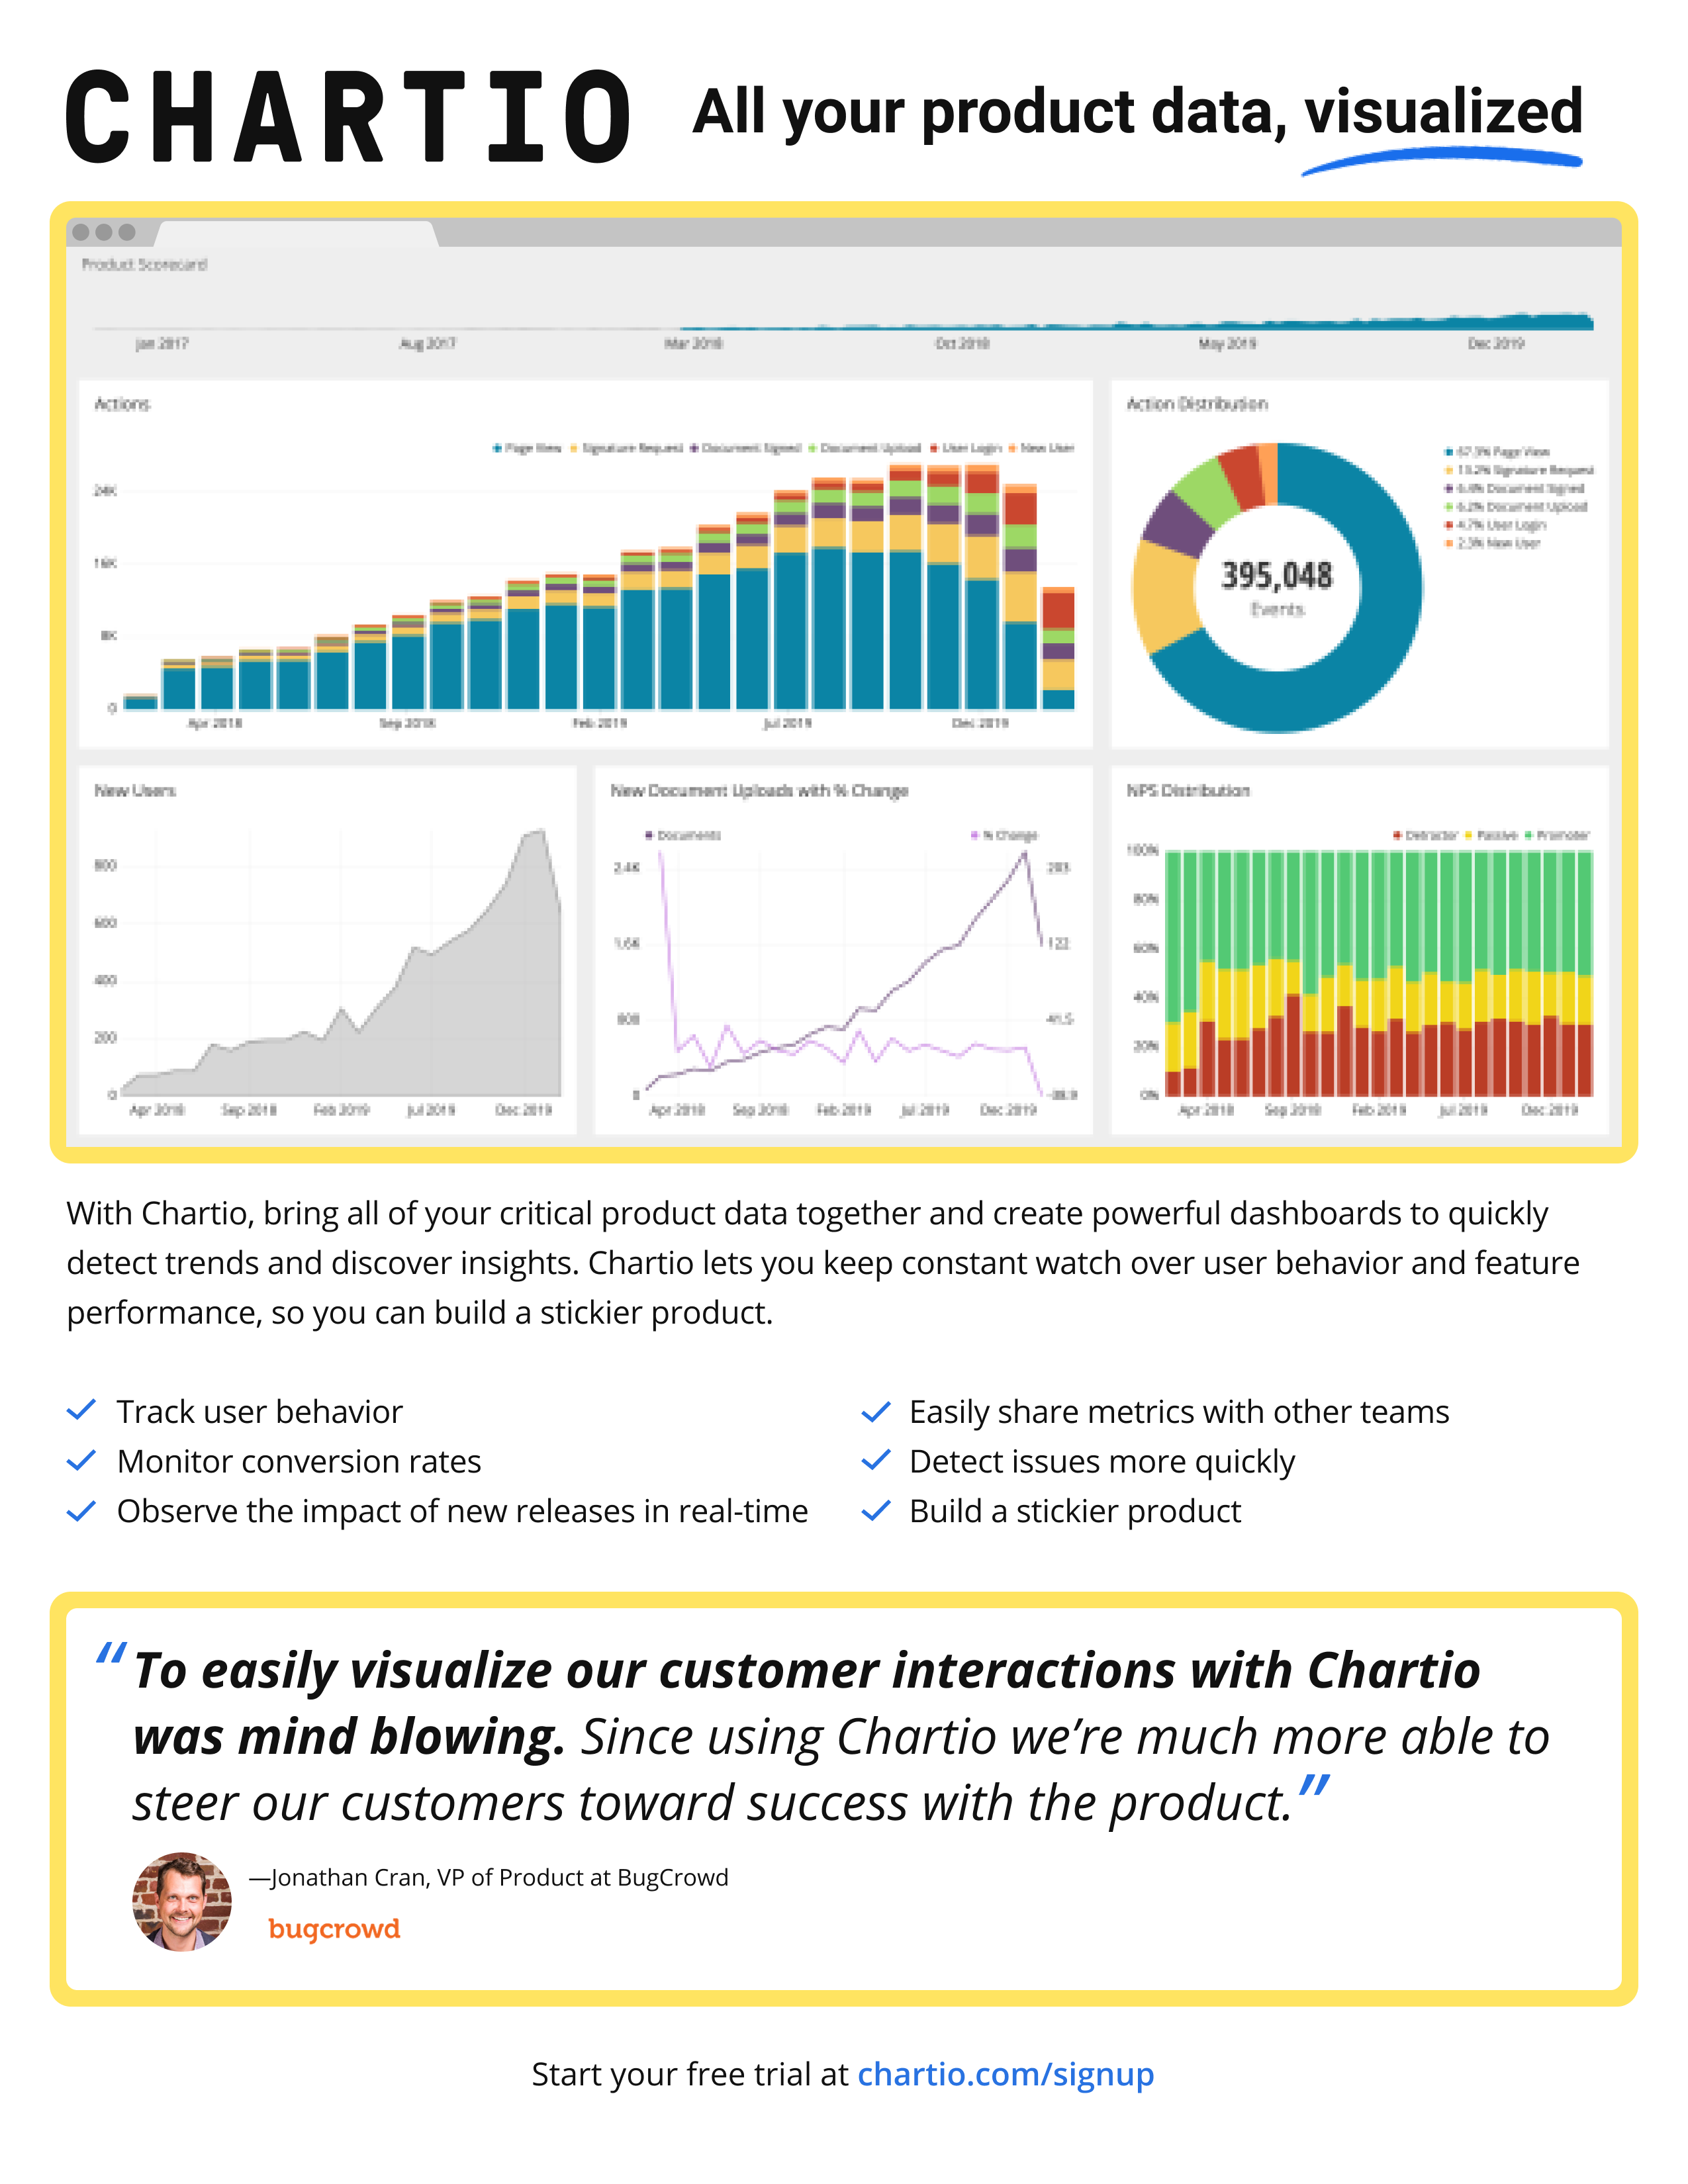 CHARTIO
All your product data, visualized
Product Scorecard
Jan 2017 Aug 2017 Mar 2018 Oct 2018 May 2019 Dec 2019
Actions
Page View Signature Request Document Signed Document Upload User Login New User
24K
16K
8K
0
Apr 2018 Sep 2018 Feb 2019 Jul 2019 Dec 2019
Action Distribution
67.3% Page View
13.2% Signature Request
6.4% Document Signed
6.2% Document Upload
4.7% User Login
2.3% New User
395,048
Events
New Users
800
600
400
200
0
Apr 2018 Sep 2018 Feb 2019 Jul 2019 Dec 2019
New Document Uploads with % Change
Documents % Change
2.4K 203
1.6K 122
800 41.5
0
Apr 2018 Sep 2018 Feb 2019 Jul 2019 Dec 2019
NPS Distribution
Detractor Passive Promoter
100%
80%
60%
40%
20%
0%
Apr 2018 Sep 2018 Feb 2019 Jul 2019 Dec 2019
With Chartio, bring all of your critical product data together and create powerful dashboards to quickly
detect trends and discover insights. Chartio lets you keep constant watch over user behavior and feature
performance, so you can build a stickier product.
Track user behavior
Monitor conversion rates
Observe the impact of new releases in real-time
Easily share metrics with other teams
Detect issues more quickly
Build a stickier product
“To easily visualize our customer interactions with Chartio
was mind blowing. Since using Chartio we’re much more able to
steer our customers toward success with the product.”
—Jonathan Cran, VP of Product at BugCrowd
bugcrowd
Start your free trial at chartio.com/signup